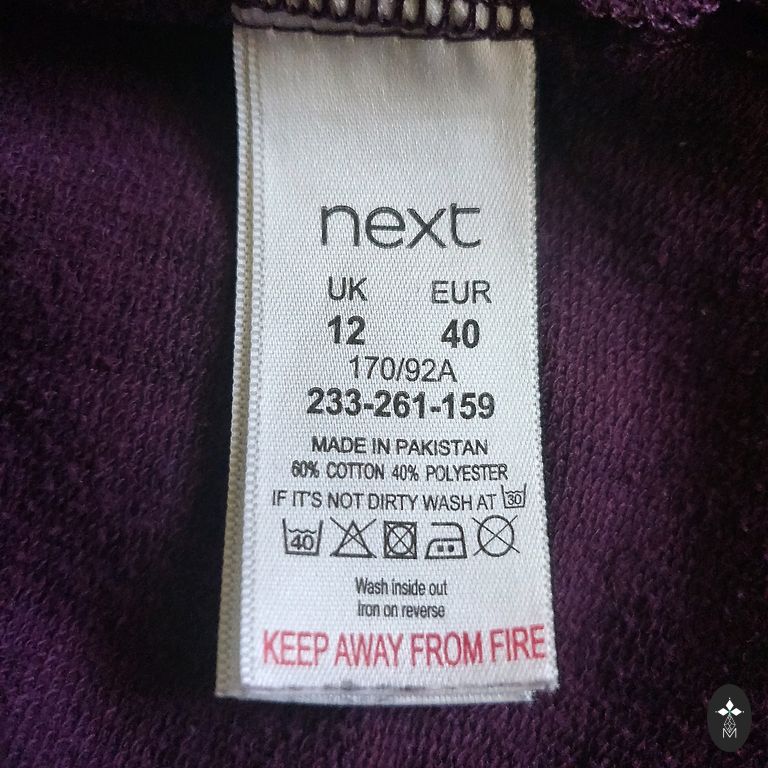 next
UK EUR
12 40
170/92A
233-261-159
MADE IN PAKISTAN
60% COTTON 40% POLYESTER
IF IT'S NOT DIRTY WASH AT 30
40
Wash inside out
Iron on reverse
KEEP AWAY FROM FIRE
M